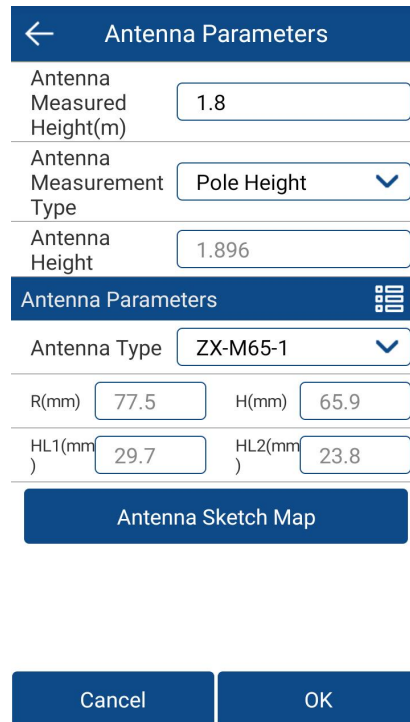 Antenna Parameters
Antenna
Measured
Height(m)
1.8
Antenna
Measurement
Type
Pole Height
Antenna
Height
1.896
Antenna Parameters
Antenna Type
ZX-M65-1
R(mm)
77.5
H(mm)
65.9
HL1(mm
)
29.7
HL2(mm
)
23.8
Antenna Sketch Map
Cancel
OK